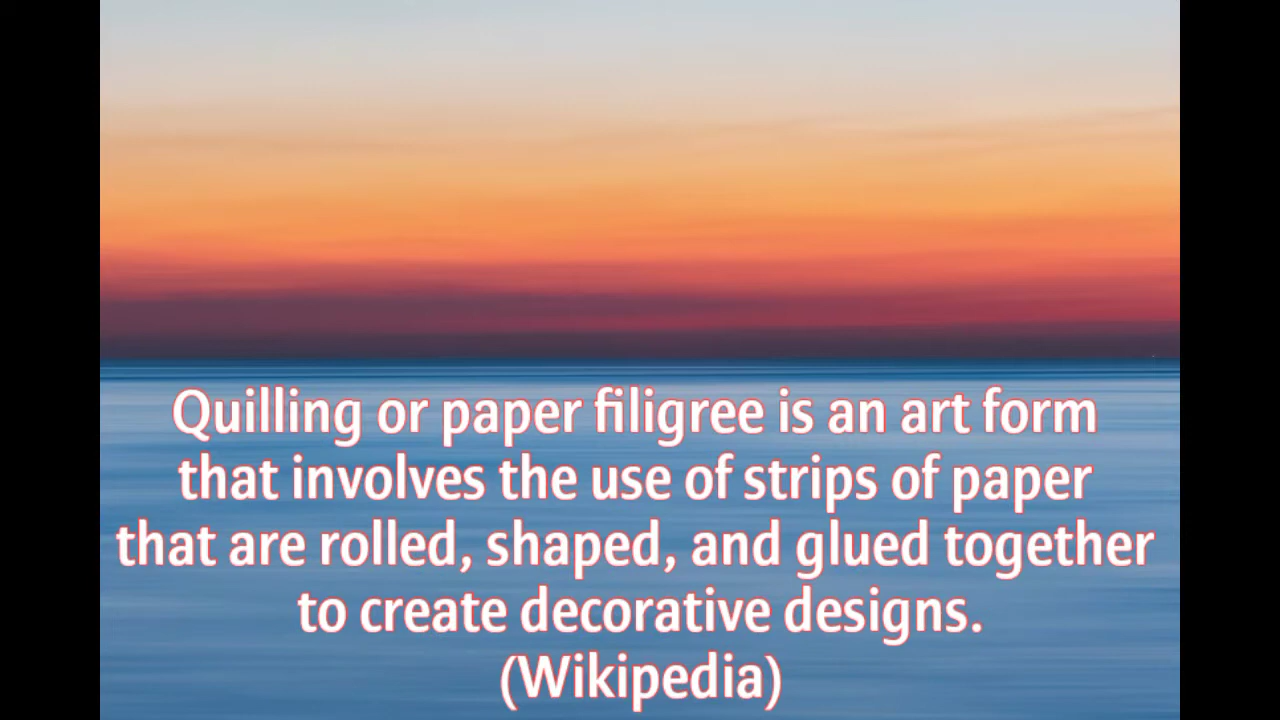 Quilling or paper filigree is an art form
that involves the use of strips of paper
that are rolled, shaped, and glued together
to create decorative designs.
(Wikipedia)